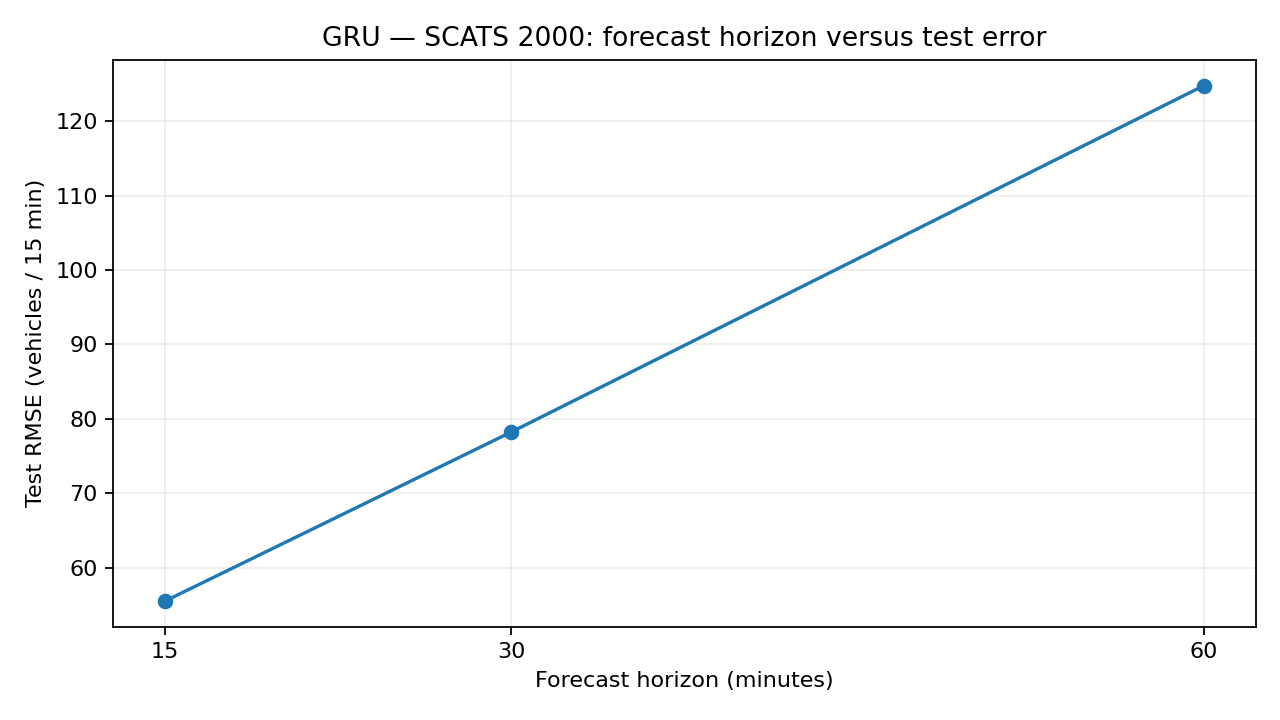 GRU — SCATS 2000: forecast horizon versus test error
Test RMSE (vehicles / 15 min)
120
110
100
90
80
70
60
15 30 60
Forecast horizon (minutes)